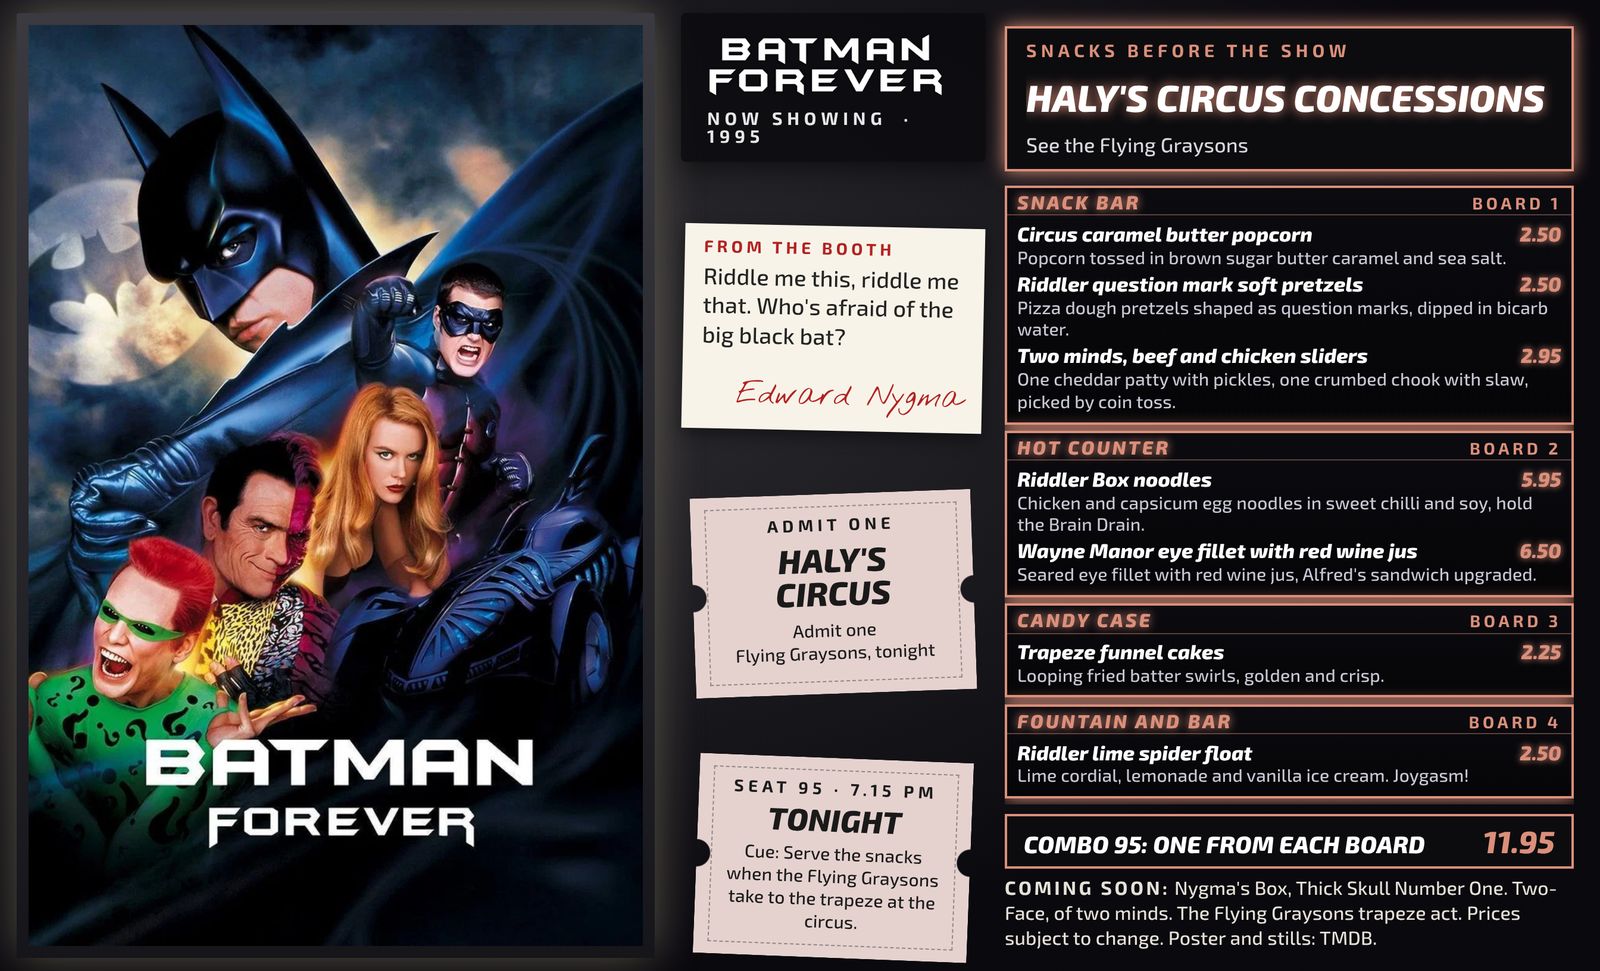 BATMAN
FOREVER
BATMAN
FOREVER
NOW SHOWING ·
1995
FROM THE BOOTH
Riddle me this, riddle me
that. Who's afraid of the
big black bat?
Edward Nygma
ADMIT ONE
HALY'S
CIRCUS
Admit one
Flying Graysons, tonight
SEAT 95 · 7.15 PM
TONIGHT
Cue: Serve the snacks
when the Flying Graysons
take to the trapeze at the
circus.
SNACKS BEFORE THE SHOW
HALY'S CIRCUS CONCESSIONS
See the Flying Graysons
SNACK BAR BOARD 1
Circus caramel butter popcorn 2.50
Popcorn tossed in brown sugar butter caramel and sea salt.
Riddler question mark soft pretzels 2.50
Pizza dough pretzels shaped as question marks, dipped in bicarb
water.
Two minds, beef and chicken sliders 2.95
One cheddar patty with pickles, one crumbed chook with slaw,
picked by coin toss.
HOT COUNTER BOARD 2
Riddler Box noodles 5.95
Chicken and capsicum egg noodles in sweet chilli and soy, hold
the Brain Drain.
Wayne Manor eye fillet with red wine jus 6.50
Seared eye fillet with red wine jus, Alfred's sandwich upgraded.
CANDY CASE BOARD 3
Trapeze funnel cakes 2.25
Looping fried batter swirls, golden and crisp.
FOUNTAIN AND BAR BOARD 4
Riddler lime spider float 2.50
Lime cordial, lemonade and vanilla ice cream. Joygasm!
COMBO 95: ONE FROM EACH BOARD 11.95
COMING SOON: Nygma's Box, Thick Skull Number One. Two-
Face, of two minds. The Flying Graysons trapeze act. Prices
subject to change. Poster and stills: TMDB.